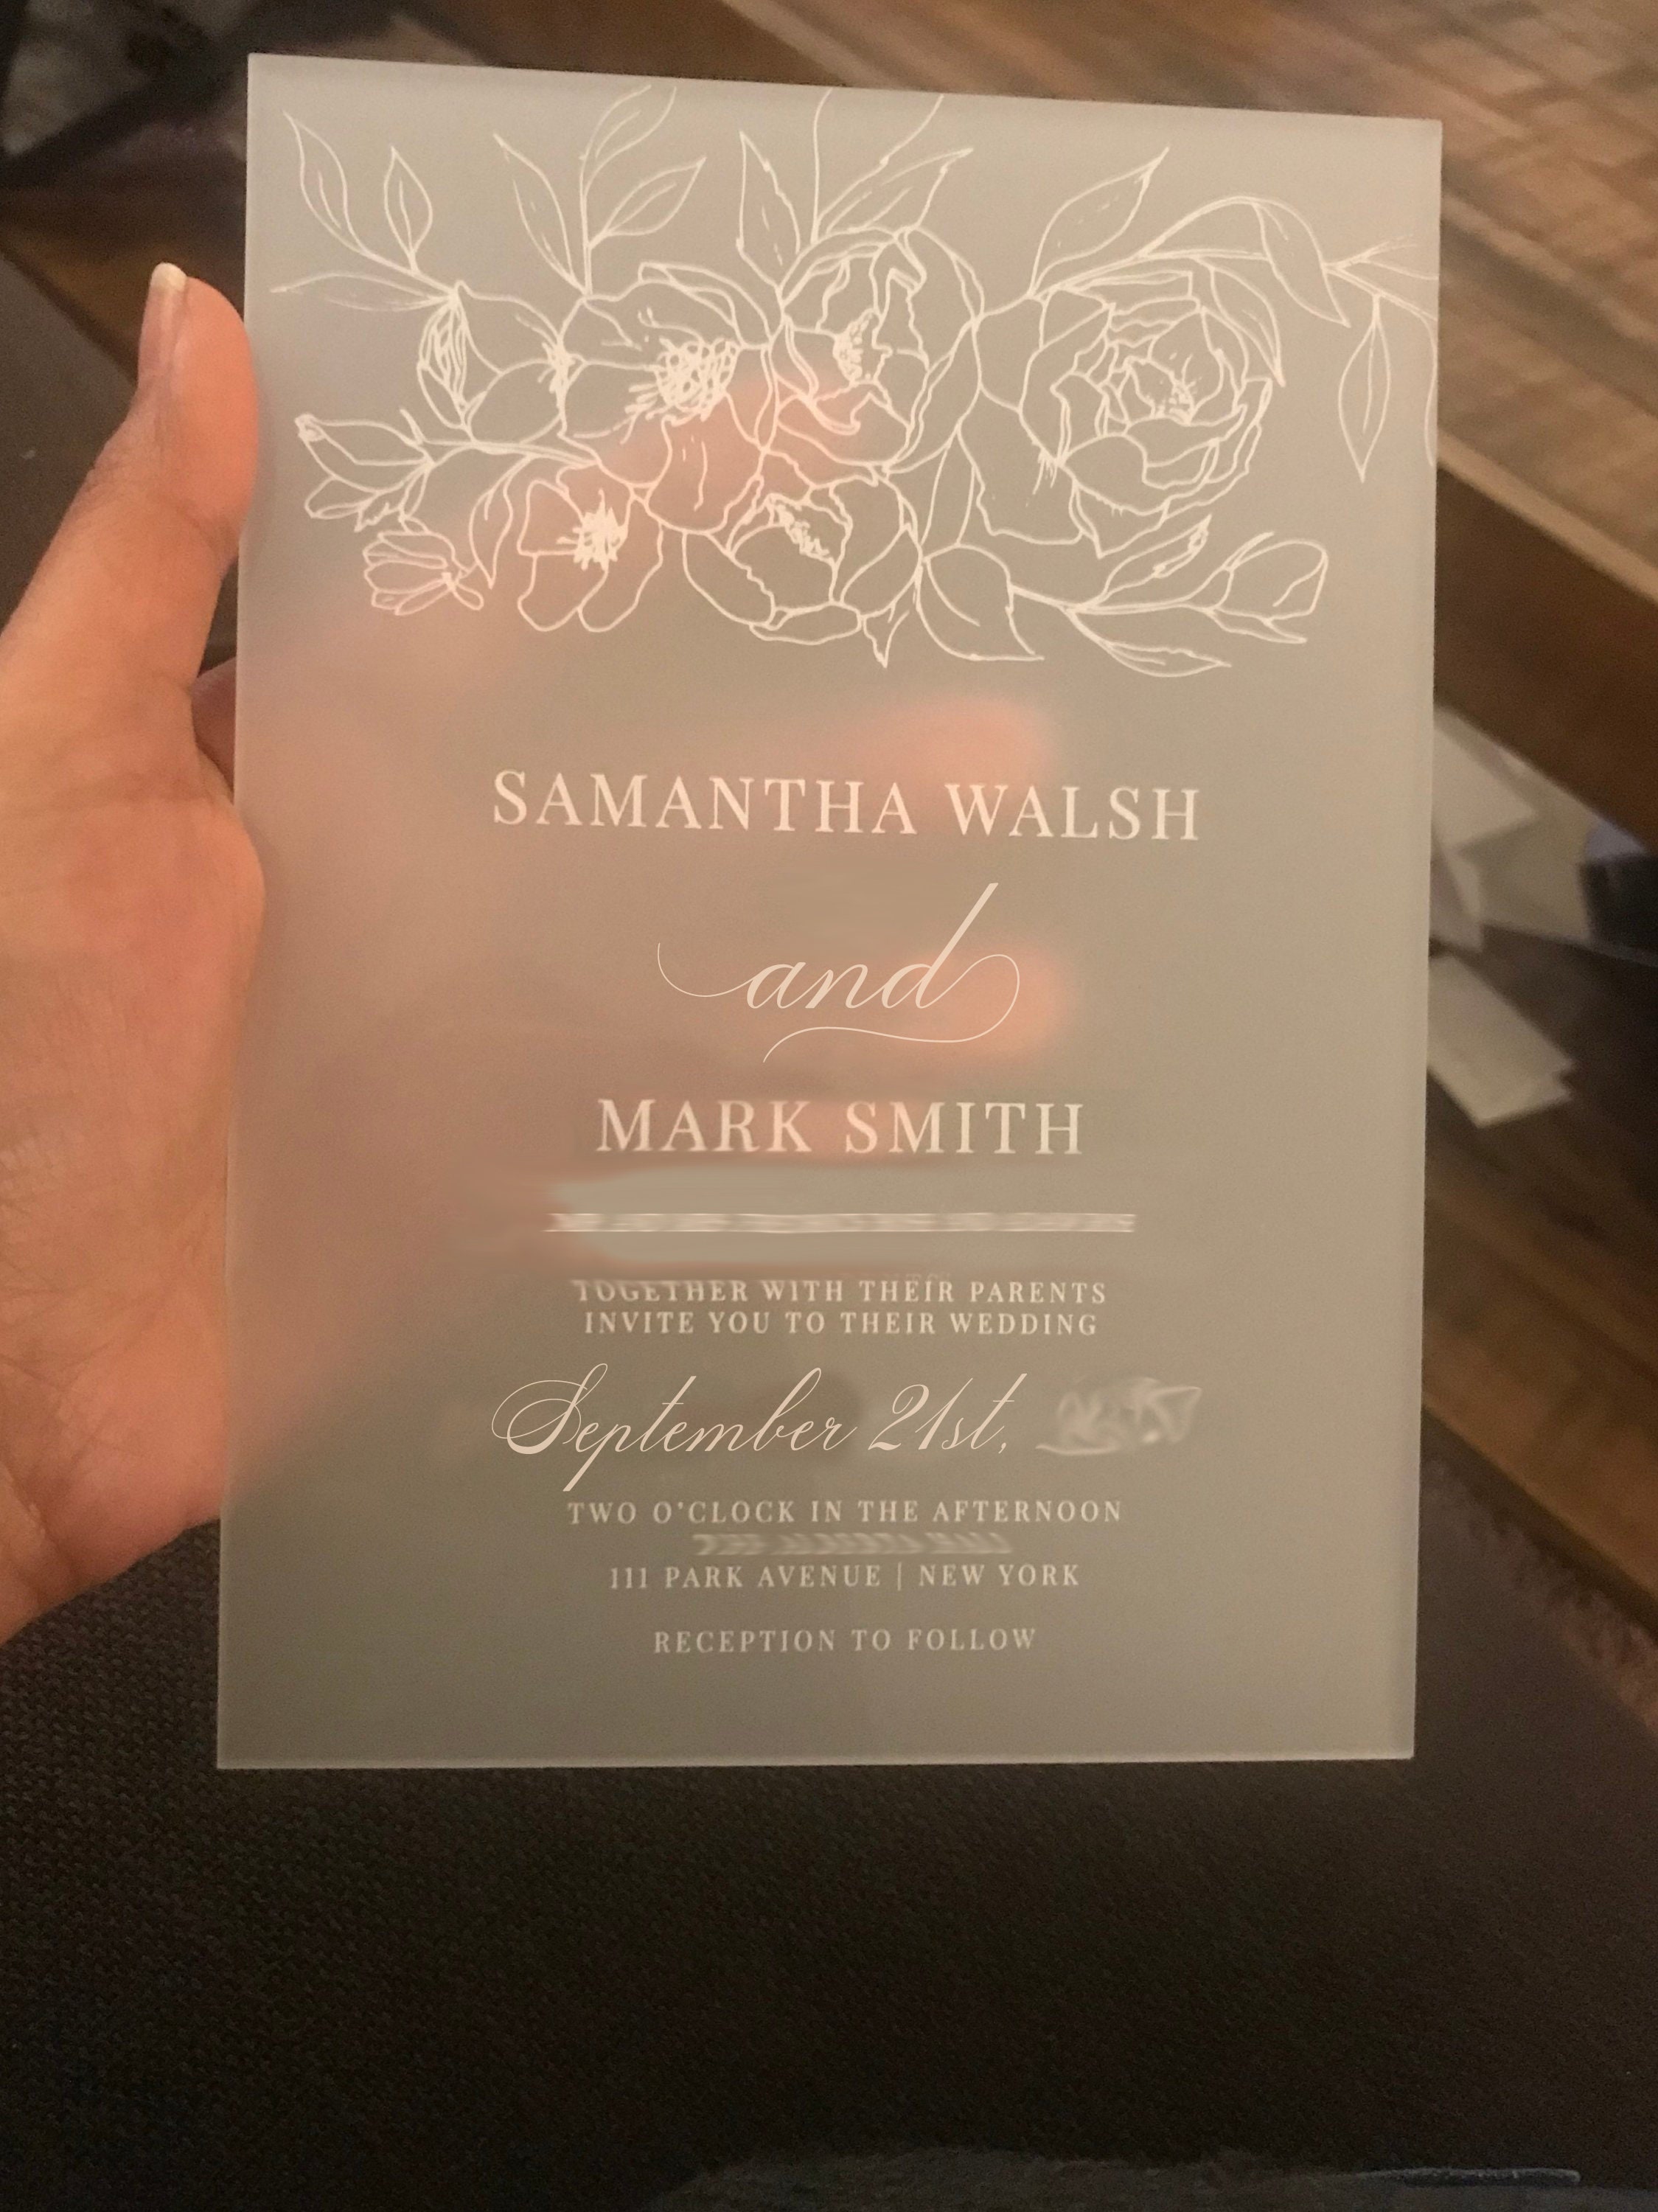 SAMANTHA WALSH
and
MARK SMITH
TOGETHER WITH THEIR PARENTS
INVITE YOU TO THEIR WEDDING
September 21st,
TWO O'CLOCK IN THE AFTERNOON
111 PARK AVENUE | NEW YORK
RECEPTION TO FOLLOW